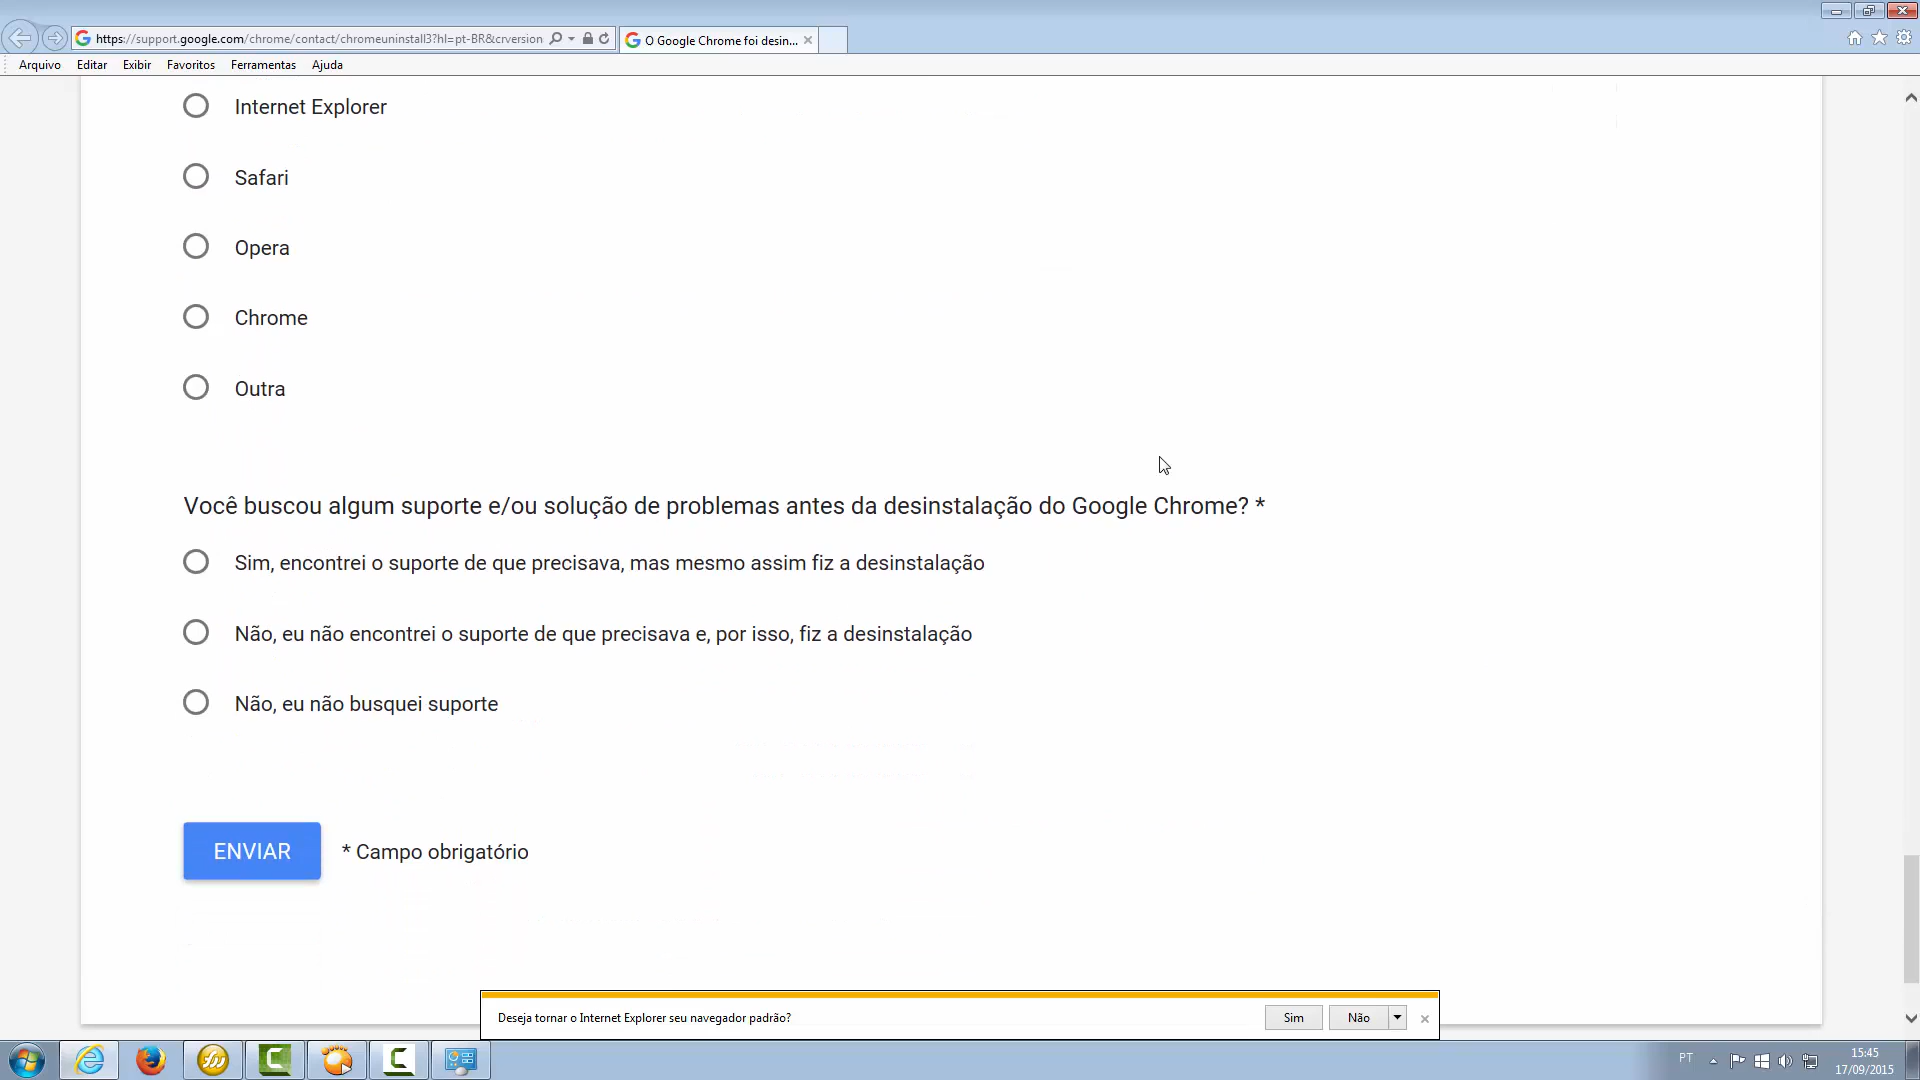 https://support.google.com/chrome/contact/chromeuninstall3?hl=pt-BR&crversion
O Google Chrome foi desin...
Arquivo Editar Exibir Favoritos Ferramentas Ajuda
Internet Explorer
Safari
Opera
Chrome
Outra
Você buscou algum suporte e/ou solução de problemas antes da desinstalação do Google Chrome? *
Sim, encontrei o suporte de que precisava, mas mesmo assim fiz a desinstalação
Não, eu não encontrei o suporte de que precisava e, por isso, fiz a desinstalação
Não, eu não busquei suporte
ENVIAR * Campo obrigatório
Deseja tornar o Internet Explorer seu navegador padrão? Sim Não
PT 15:45
17/09/2015